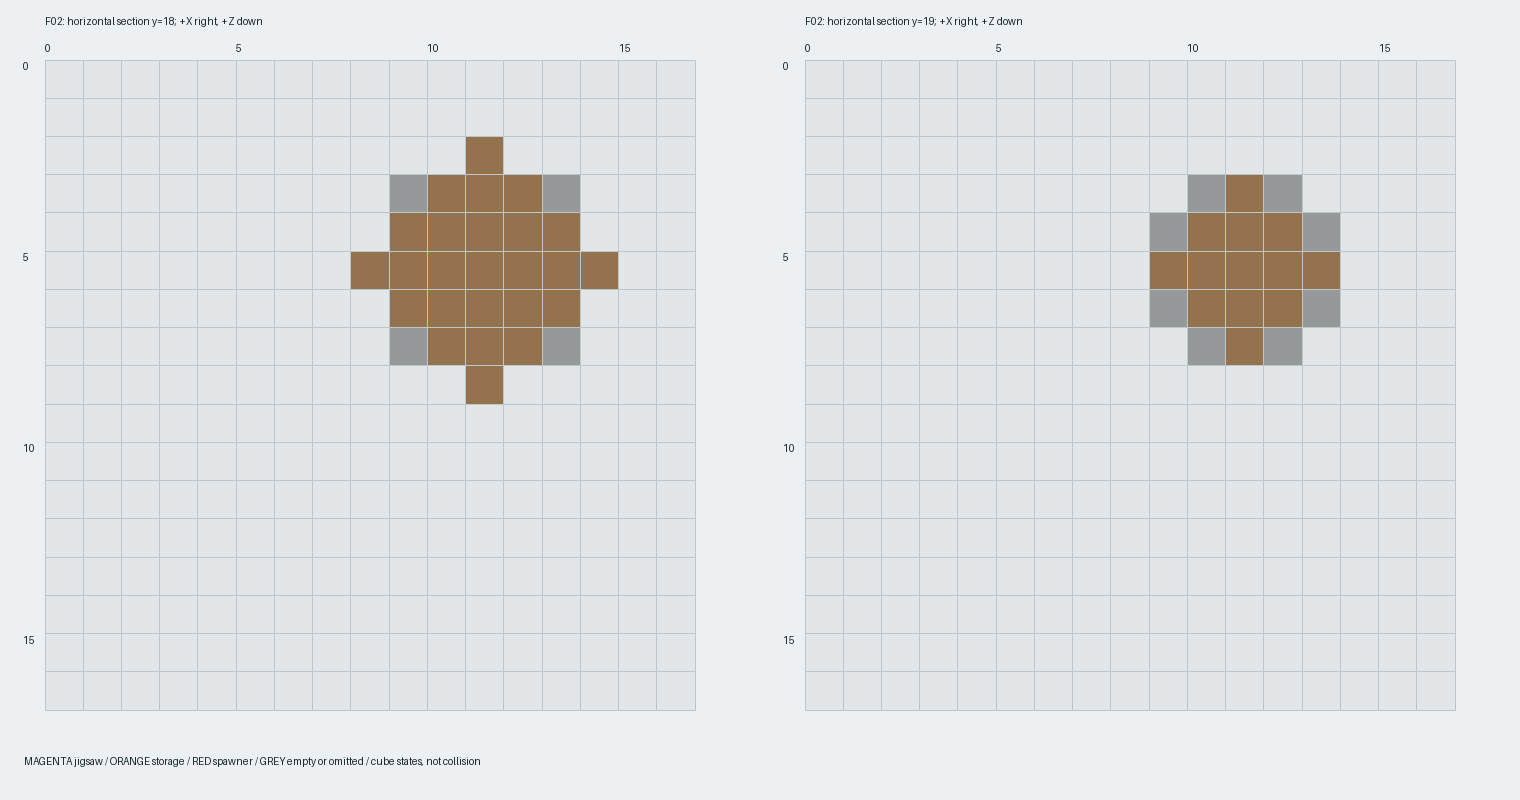 F02: horizontal section y=18; +X right, +Z down
0 5 10 15
0
5
10
15
F02: horizontal section y=19; +X right, +Z down
0 5 10 15
0
5
10
15
MAGENTA jigsaw / ORANGE storage / RED spawner / GREY empty or omitted / cube states, not collision